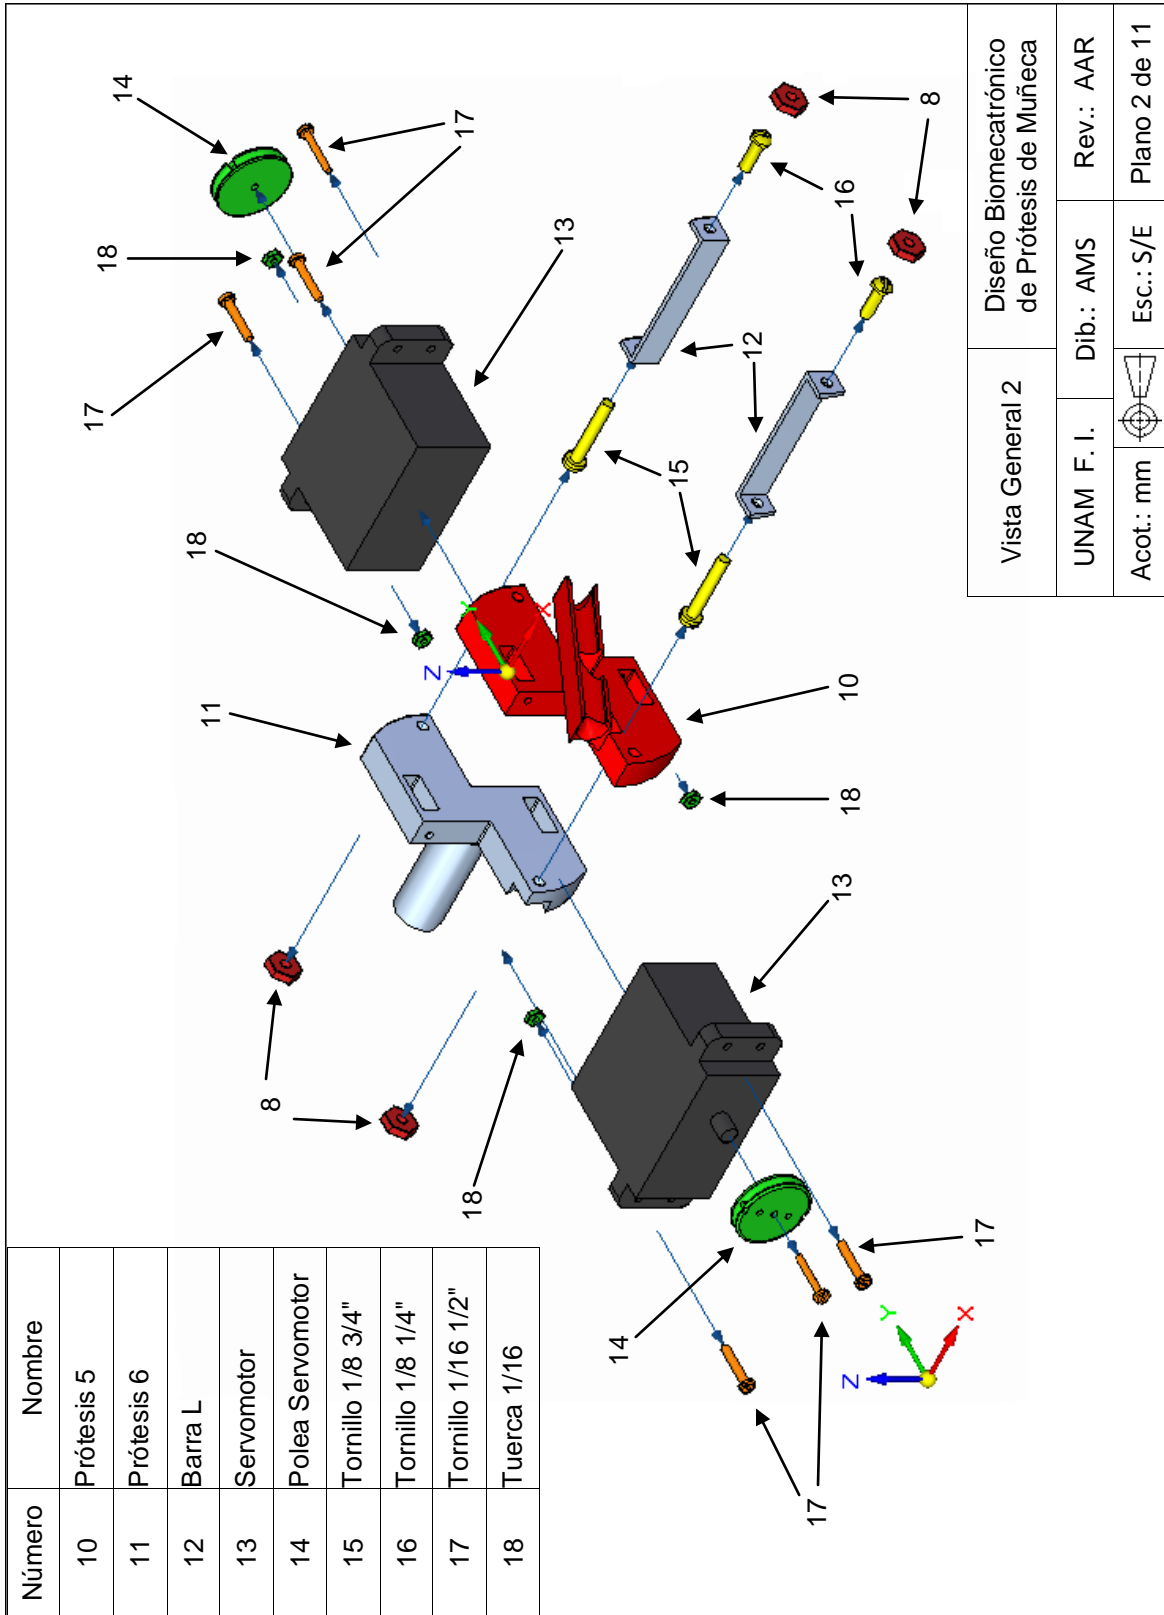 14
17
18
17
13
8
16
12
15
18
11
10
18
13
8
18
18
14
17
17
Z
Y
X
Z
Y
X
Número Nombre
10 Prótesis 5
11 Prótesis 6
12 Barra L
13 Servomotor
14 Polea Servomotor
15 Tornillo 1/8 3/4"
16 Tornillo 1/8 1/4"
17 Tornillo 1/16 1/2"
18 Tuerca 1/16
Vista General 2
Diseño Biomecatrónico
de Prótesis de Muñeca
UNAM F. I. Dib.: AMS Rev.: AAR
Acot.: mm Esc.: S/E Plano 2 de 11